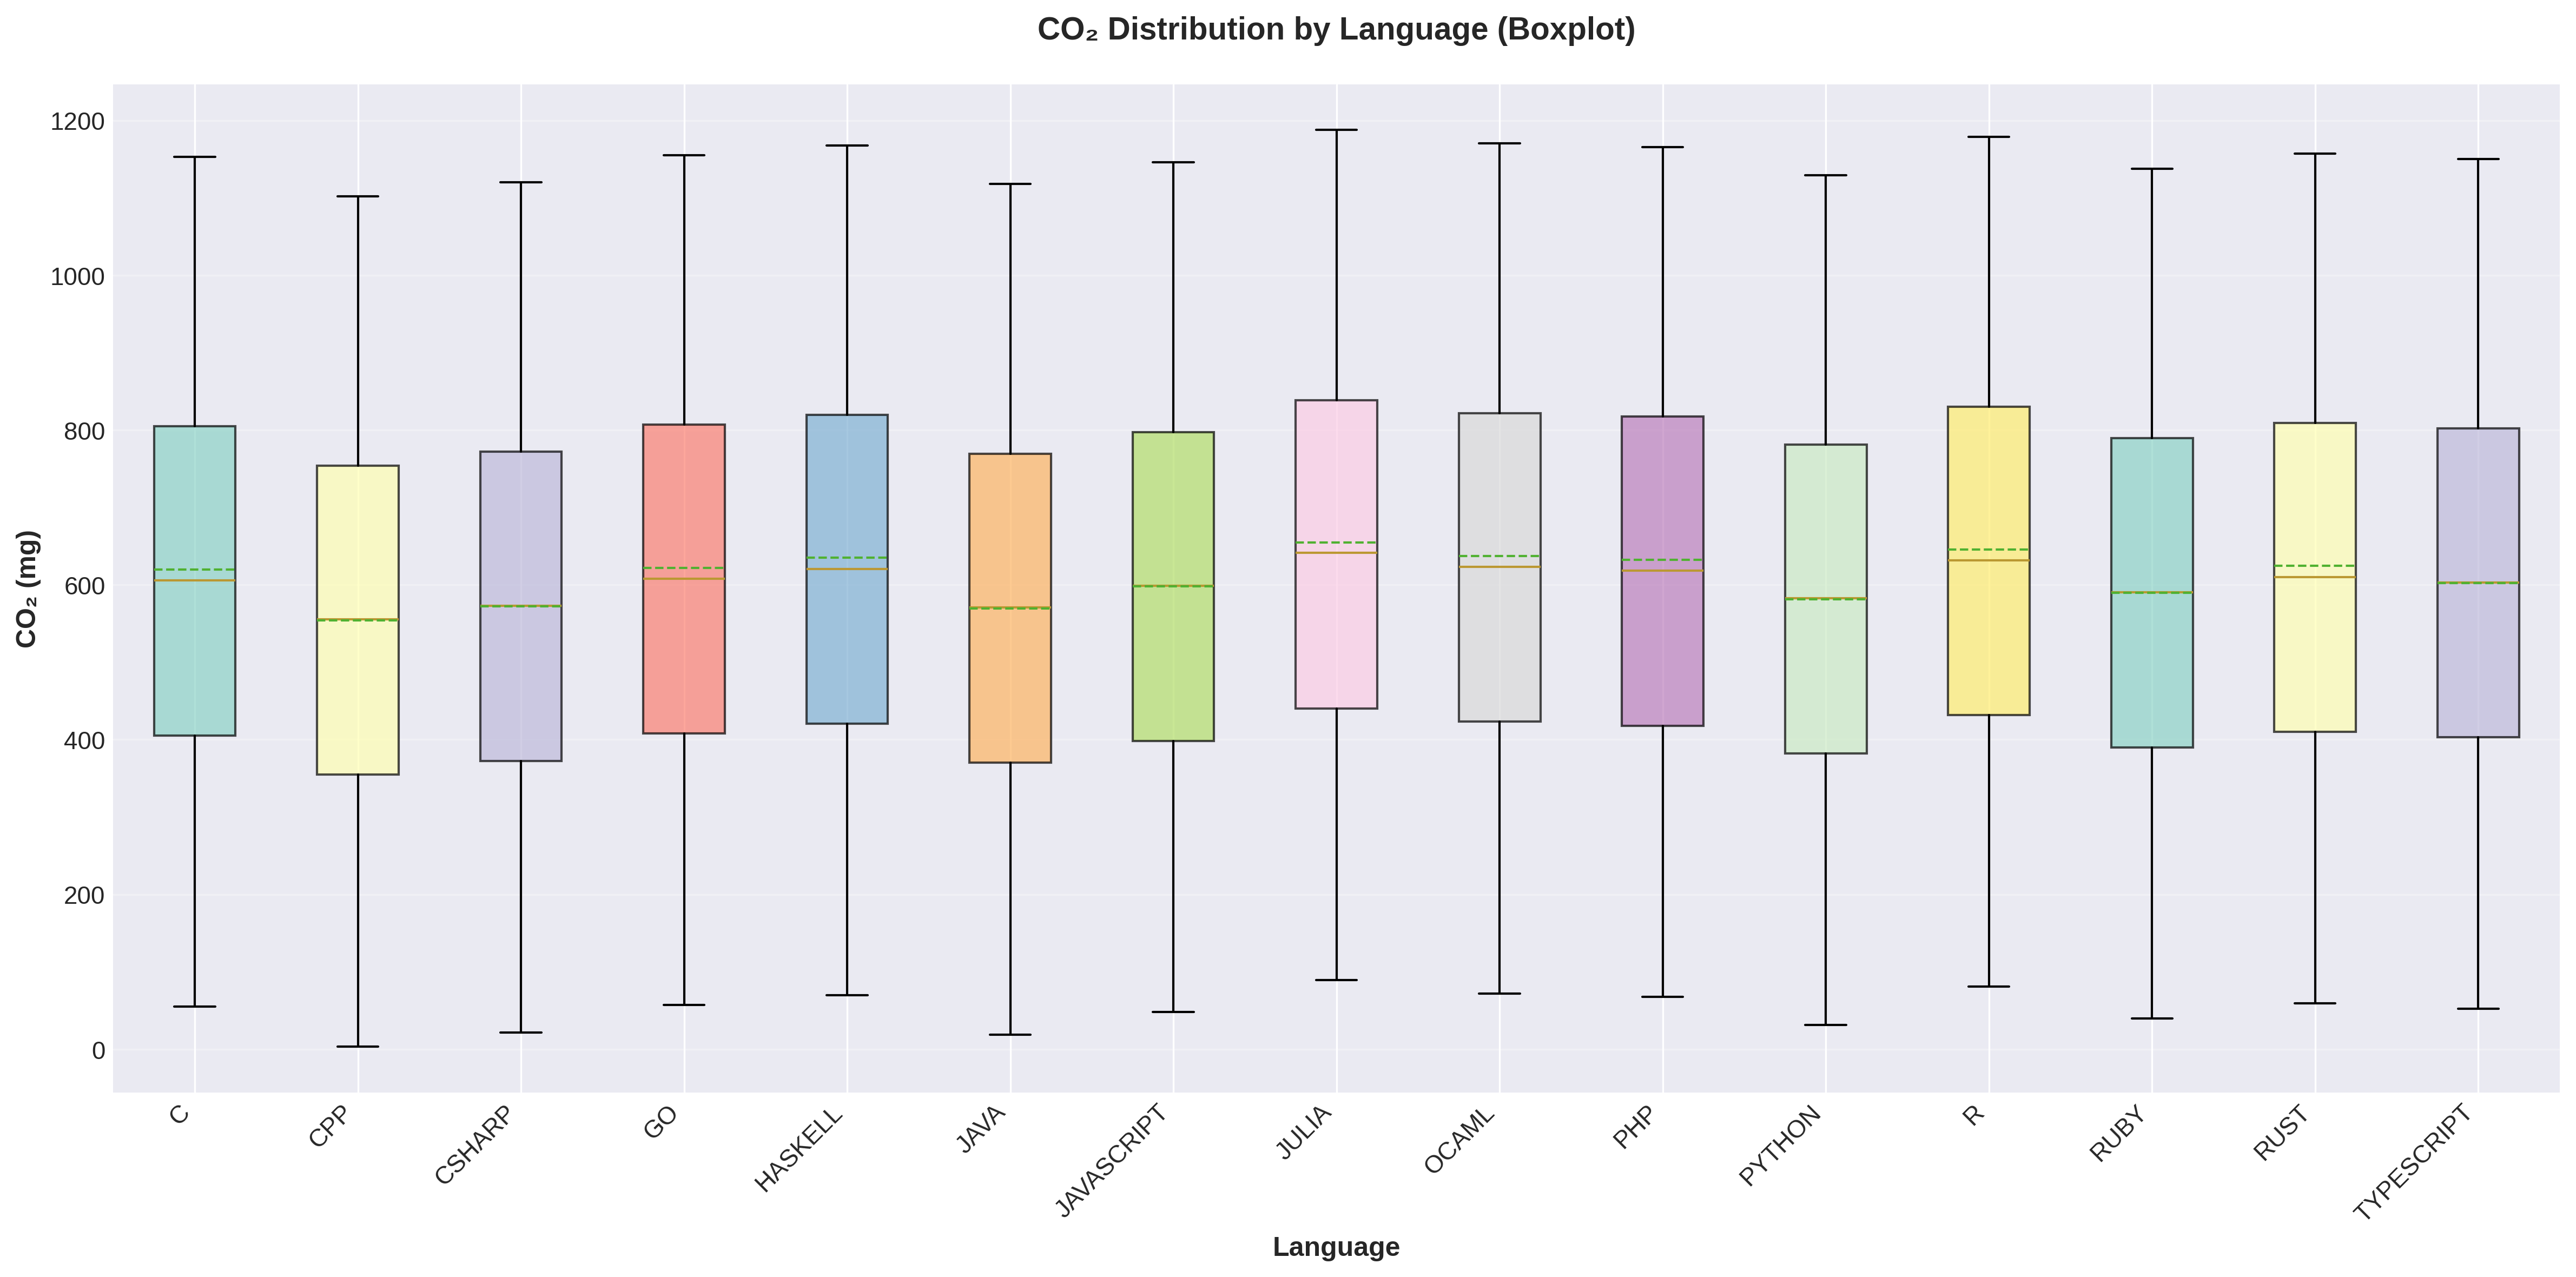 CO₂ Distribution by Language (Boxplot)
CO₂ (mg)
1200
1000
800
600
400
200
0
C
CPP
CSHARP
GO
HASKELL
JAVA
JAVASCRIPT
JULIA
OCAML
PHP
PYTHON
R
RUBY
RUST
TYPESCRIPT
Language